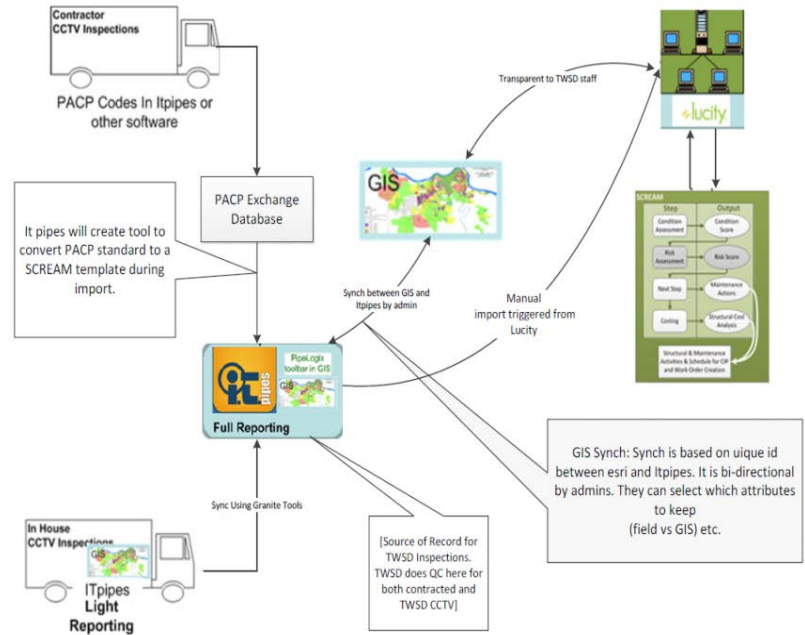 Contractor
CCTV Inspections
PACP Codes In Itpipes or
other software
PACP Exchange
Database
It pipes will create tool to
convert PACP standard to a
SCREAM template during
import.
Transparent to TWSD staff
lucity
GIS
Synch between GIS and
Itpipes by admin
Manual
import triggered from
Lucity
SCREAM
Step
Output
Condition
Assessment
Condition
Score
Risk
Assessment
Risk Score
Next Step
Maintenance
Actions
Costing
Structural Cost
Analysis
Structural & Maintenance
Activities & Schedule for CIP
and Work Order Creation
i.t.
pipes
PipeLogix
toolbar in GIS
Full Reporting
GIS Synch: Synch is based on uique id
between esri and Itpipes. It is bi-directional
by admins. They can select which attributes
to keep
(field vs GIS) etc.
Sync Using Granite Tools
[Source of Record for
TWSD Inspections.
TWSD does QC here for
both contracted and
TWSD CCTV]
In House
CCTV Inspections
GIS
ITpipes
Light
Reporting